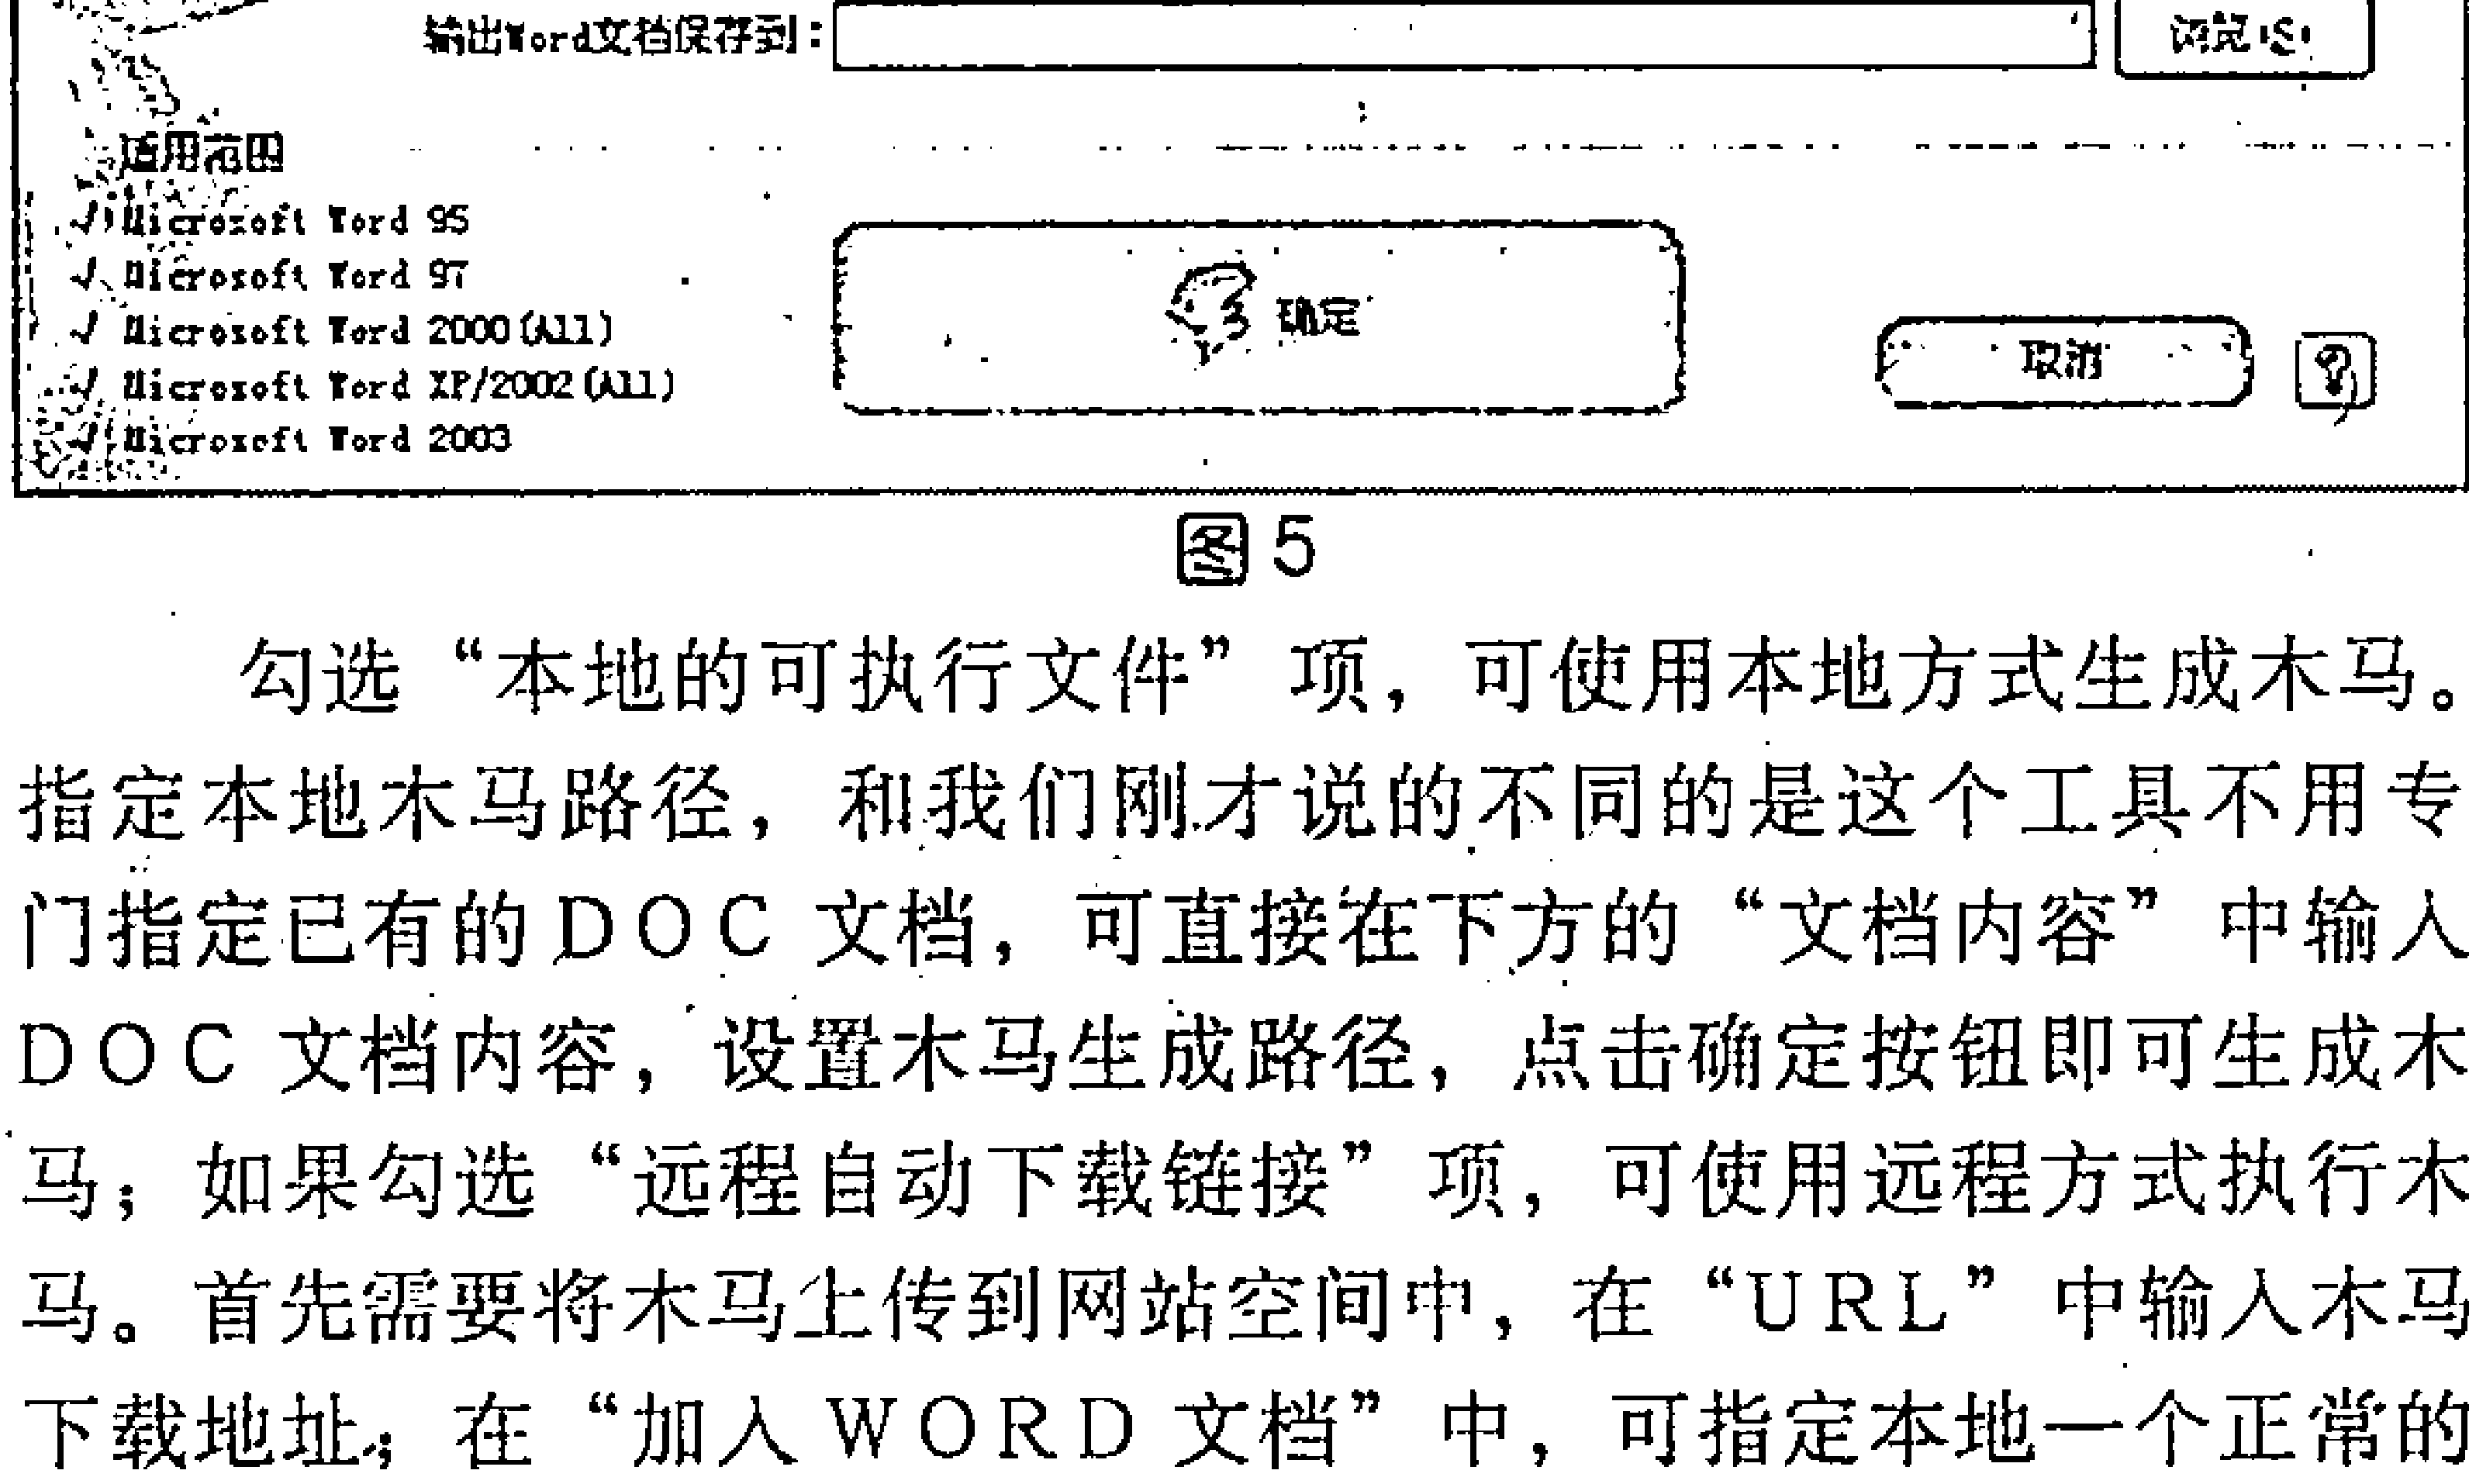 输出Word文档保存到：
浏览(S)
适用范围
√ Microsoft Word 95
√ Microsoft Word 97
√ Microsoft Word 2000(All)
√ Microsoft Word XP/2002(All)
√ Microsoft Word 2003
确定
取消
?
图5
勾选“本地的可执行文件”项，可使用本地方式生成木马。
指定本地木马路径，和我们刚才说的不同的是这个工具不用专
门指定已有的DOC文档，可直接在下方的“文档内容”中输入
DOC文档内容，设置木马生成路径，点击确定按钮即可生成木
马；如果勾选“远程自动下载链接”项，可使用远程方式执行木
马。首先需要将木马上传到网站空间中，在“URL”中输入木马
下载地址；在“加入WORD文档”中，可指定本地一个正常的